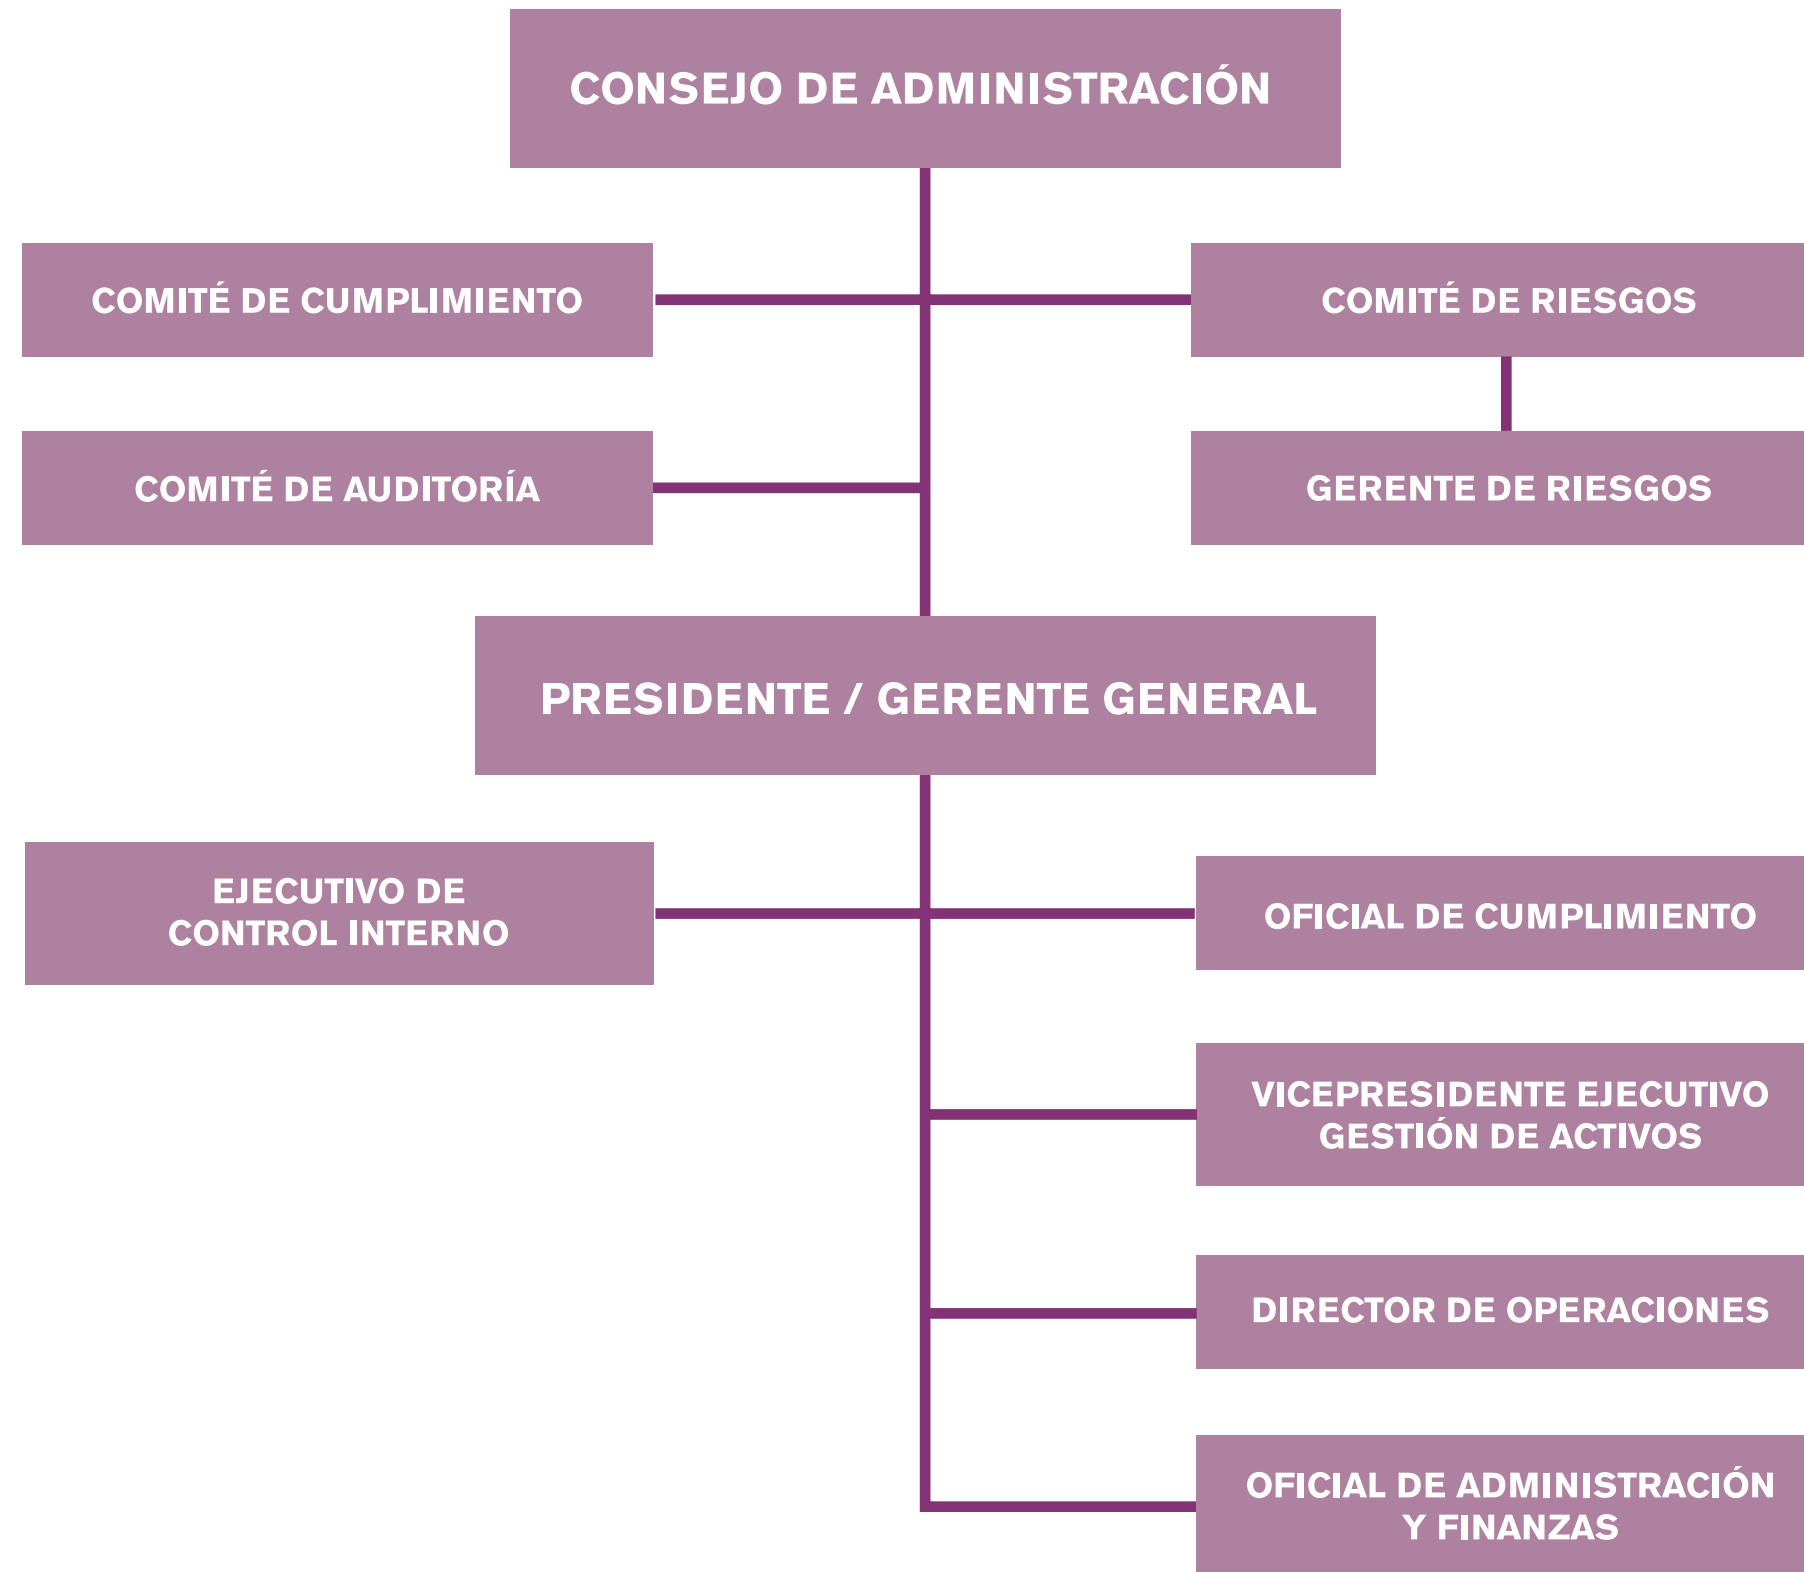 CONSEJO DE ADMINISTRACIÓN
COMITÉ DE CUMPLIMIENTO
COMITÉ DE RIESGOS
COMITÉ DE AUDITORÍA
GERENTE DE RIESGOS
PRESIDENTE / GERENTE GENERAL
EJECUTIVO DE
CONTROL INTERNO
OFICIAL DE CUMPLIMIENTO
VICEPRESIDENTE EJECUTIVO
GESTIÓN DE ACTIVOS
DIRECTOR DE OPERACIONES
OFICIAL DE ADMINISTRACIÓN
Y FINANZAS